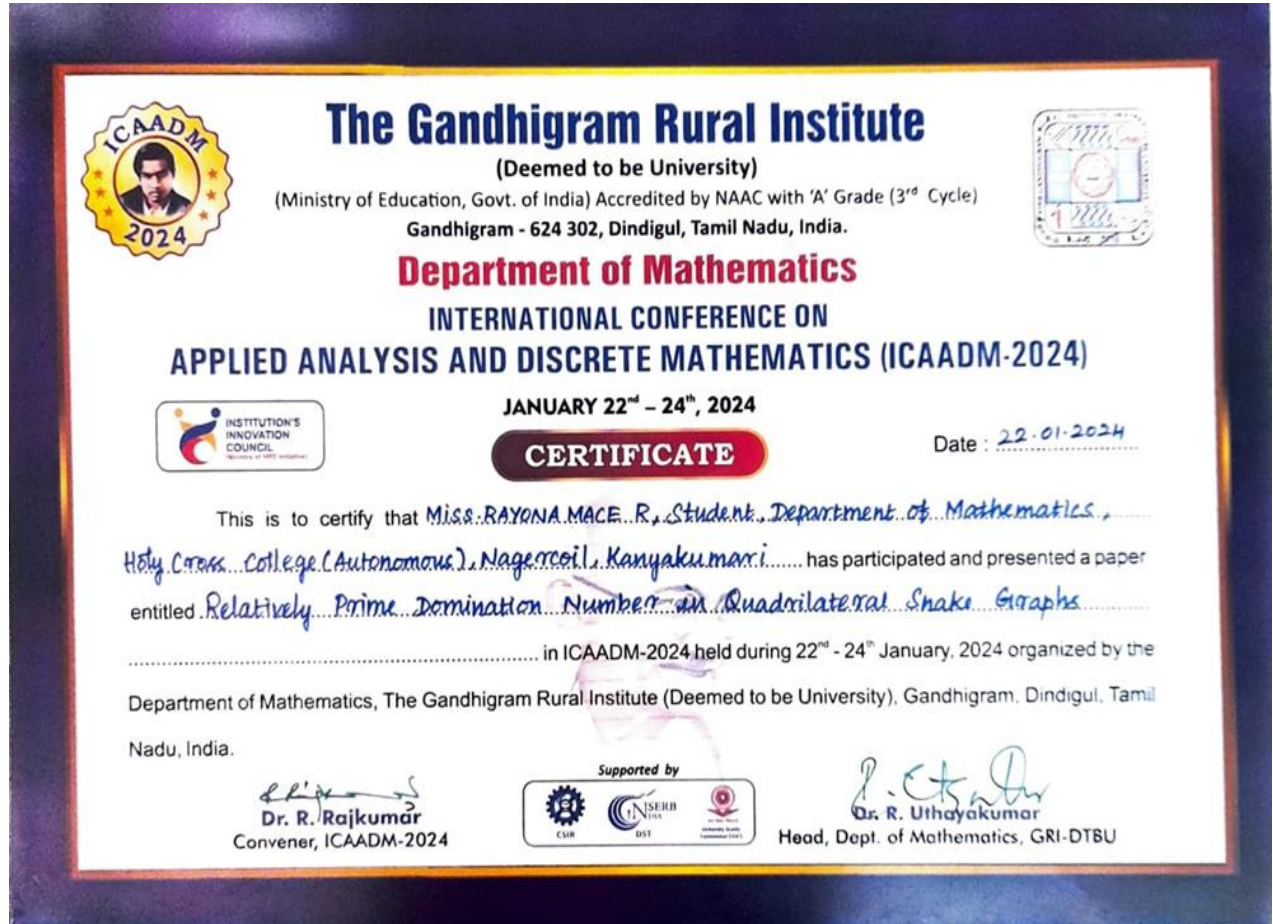 ICAADM
2024
The Gandhigram Rural Institute
(Deemed to be University)
(Ministry of Education, Govt. of India) Accredited by NAAC with 'A' Grade (3rd Cycle)
Gandhigram - 624 302, Dindigul, Tamil Nadu, India.
Department of Mathematics
INTERNATIONAL CONFERENCE ON
APPLIED ANALYSIS AND DISCRETE MATHEMATICS (ICAADM-2024)
JANUARY 22nd – 24th, 2024
INSTITUTION'S
INNOVATION
COUNCIL
CERTIFICATE
Date : 22.01.2024
This is to certify that Miss. RAYONA MACE R, Student, Department of Mathematics,
Holy Cross College (Autonomous), Nagercoil, Kanyakumari has participated and presented a paper
entitled Relatively Prime Domination Number in Quadrilateral Snake Graphs
in ICAADM-2024 held during 22nd - 24th January, 2024 organized by the
Department of Mathematics, The Gandhigram Rural Institute (Deemed to be University), Gandhigram, Dindigul, Tamil
Nadu, India.
Dr. R. Rajkumar
Convener, ICAADM-2024
Supported by
CSIR
SERB
DST
Dr. R. Uthayakumar
Head, Dept. of Mathematics, GRI-DTBU